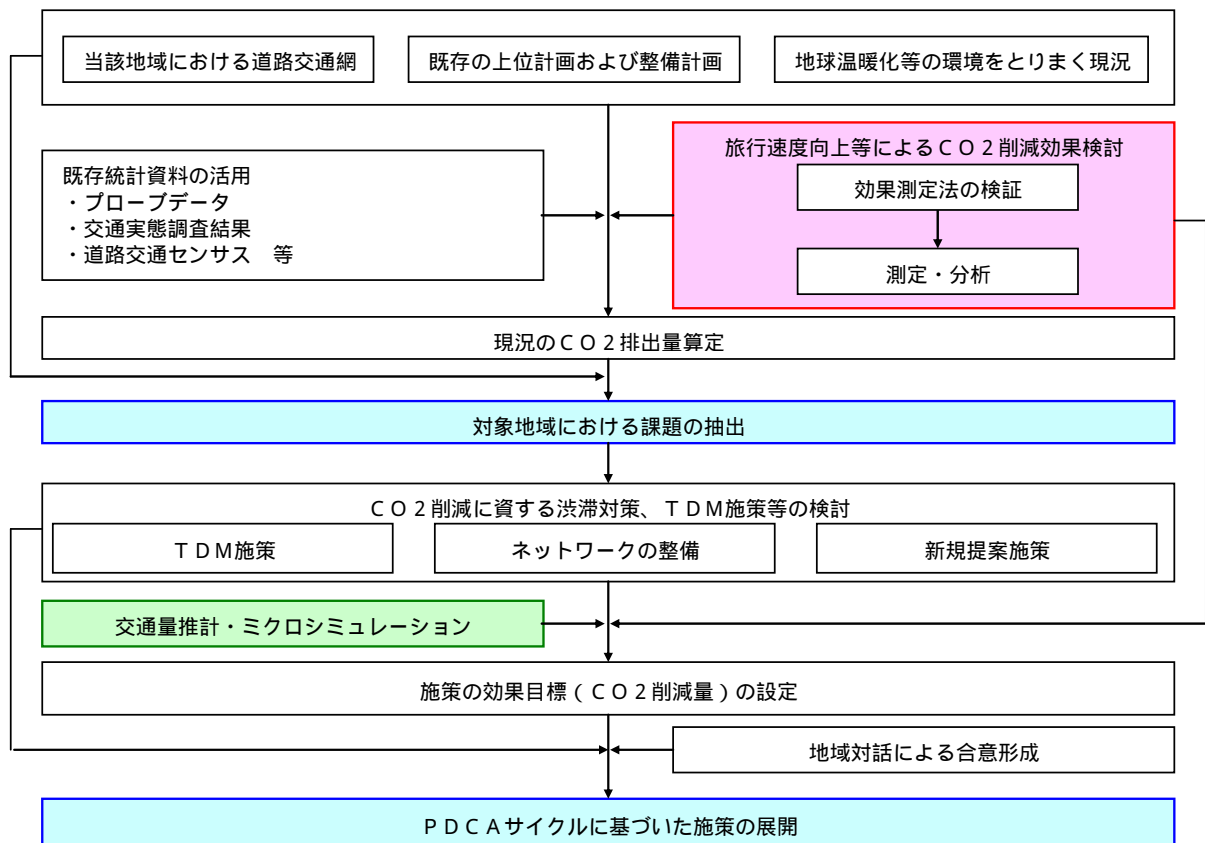 当該地域における道路交通網
既存の上位計画および整備計画
地球温暖化等の環境をとりまく現況
旅行速度向上等によるCO2削減効果検討
効果測定法の検証
測定・分析
既存統計資料の活用
・プローブデータ
・交通実態調査結果
・道路交通センサス　等
現況のCO2排出量算定
対象地域における課題の抽出
CO2削減に資する渋滞対策、TDM施策等の検討
TDM施策
ネットワークの整備
新規提案施策
交通量推計・ミクロシミュレーション
施策の効果目標(CO2削減量)の設定
地域対話による合意形成
PDCAサイクルに基づいた施策の展開